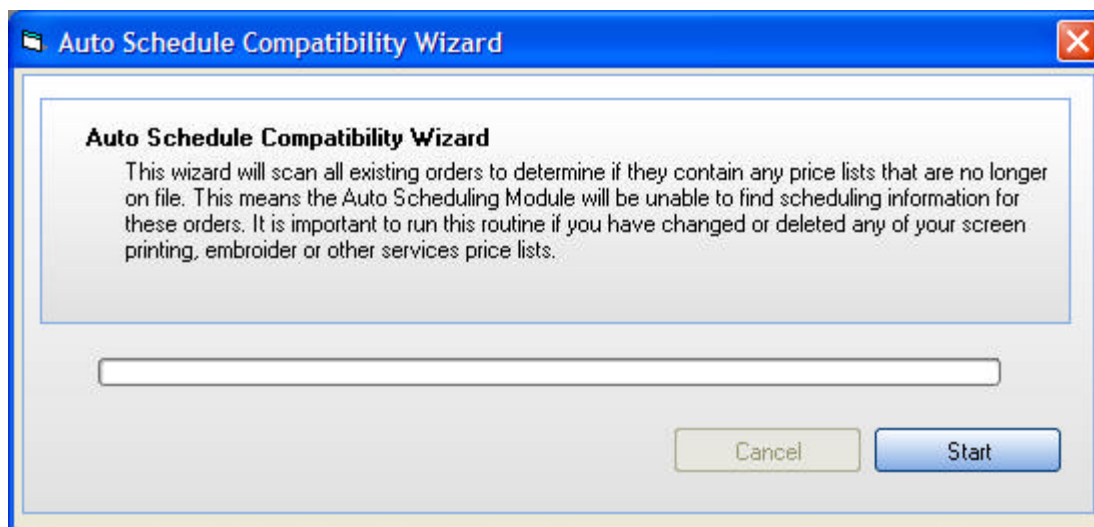 Auto Schedule Compatibility Wizard
Auto Schedule Compatibility Wizard
This wizard will scan all existing orders to determine if they contain any price lists that are no longer
on file. This means the Auto Scheduling Module will be unable to find scheduling information for
these orders. It is important to run this routine if you have changed or deleted any of your screen
printing, embroider or other services price lists.
Cancel Start